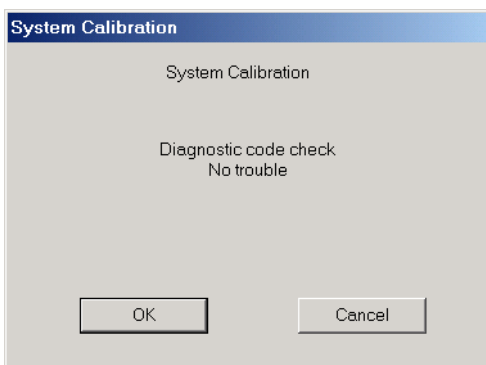 System Calibration
System Calibration
Diagnostic code check
No trouble
OK
Cancel